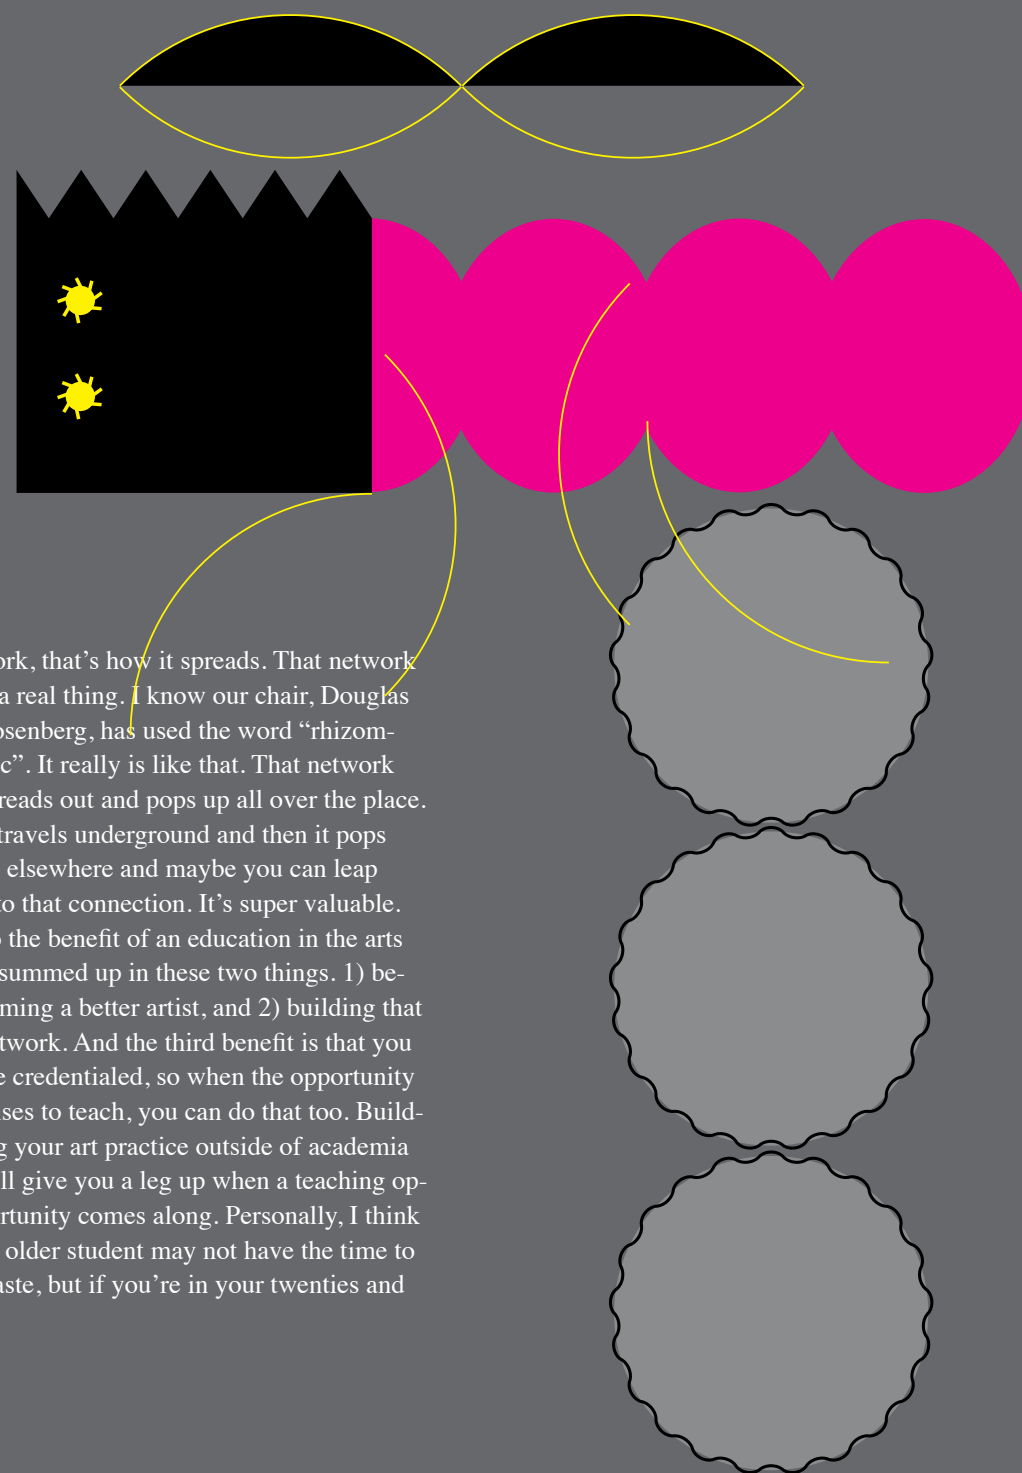 ork, that’s how it spreads. That network
a real thing. I know our chair, Douglas
osenberg, has used the word “rhizom-
c”. It really is like that. That network
reads out and pops up all over the place.
travels underground and then it pops
elsewhere and maybe you can leap
to that connection. It’s super valuable.
the benefit of an education in the arts
summed up in these two things. 1) be-
ming a better artist, and 2) building that
twork. And the third benefit is that you
e credentialed, so when the opportunity
ses to teach, you can do that too. Build-
g your art practice outside of academia
ll give you a leg up when a teaching op-
rtunity comes along. Personally, I think
older student may not have the time to
aste, but if you’re in your twenties and